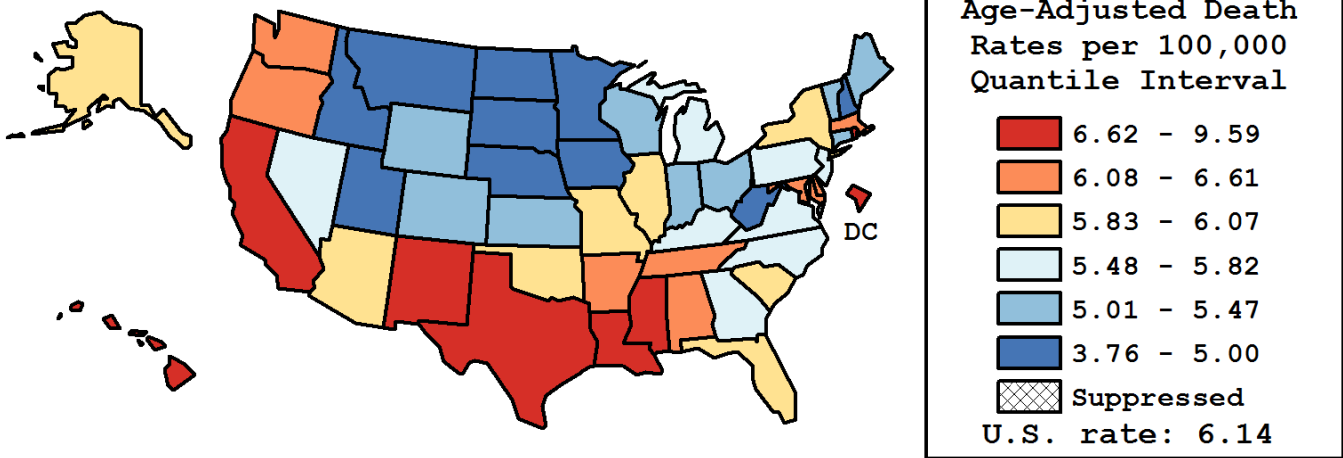 Age-Adjusted Death
Rates per 100,000
Quantile Interval
6.62 - 9.59
6.08 - 6.61
5.83 - 6.07
5.48 - 5.82
5.01 - 5.47
3.76 - 5.00
Suppressed
U.S. rate: 6.14
DC